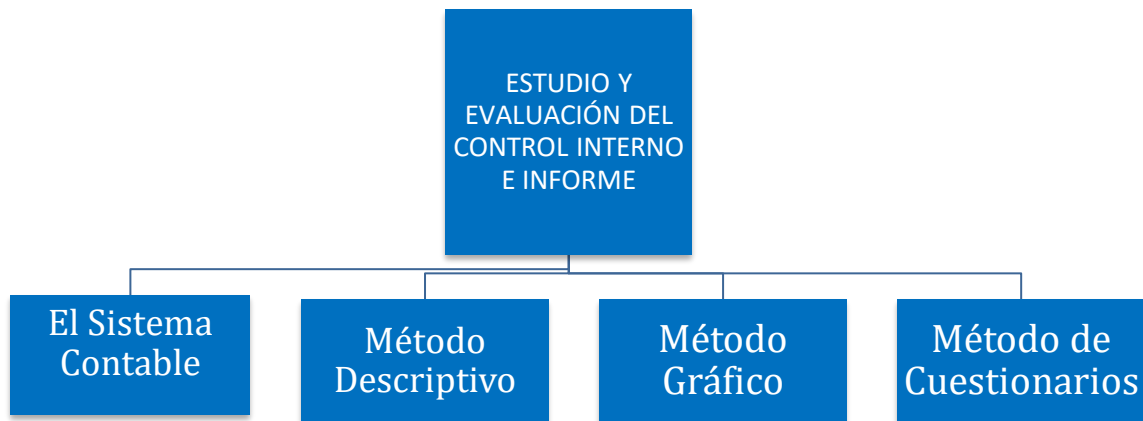 ESTUDIO Y
EVALUACIÓN DEL
CONTROL INTERNO
E INFORME
El Sistema
Contable
Método
Descriptivo
Método
Gráfico
Método de
Cuestionarios